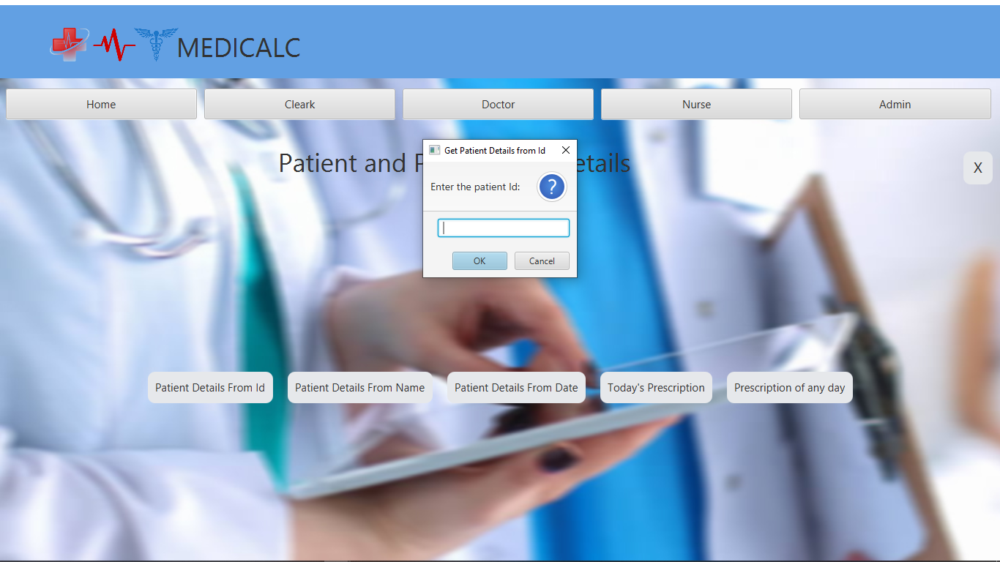 MEDICALC
Home
Cleark
Doctor
Nurse
Admin
Get Patient Details from Id
Patient and
etails
X
Enter the patient Id:
?
OK
Cancel
Patient Details From Id
Patient Details From Name
Patient Details From Date
Today's Prescription
Prescription of any day